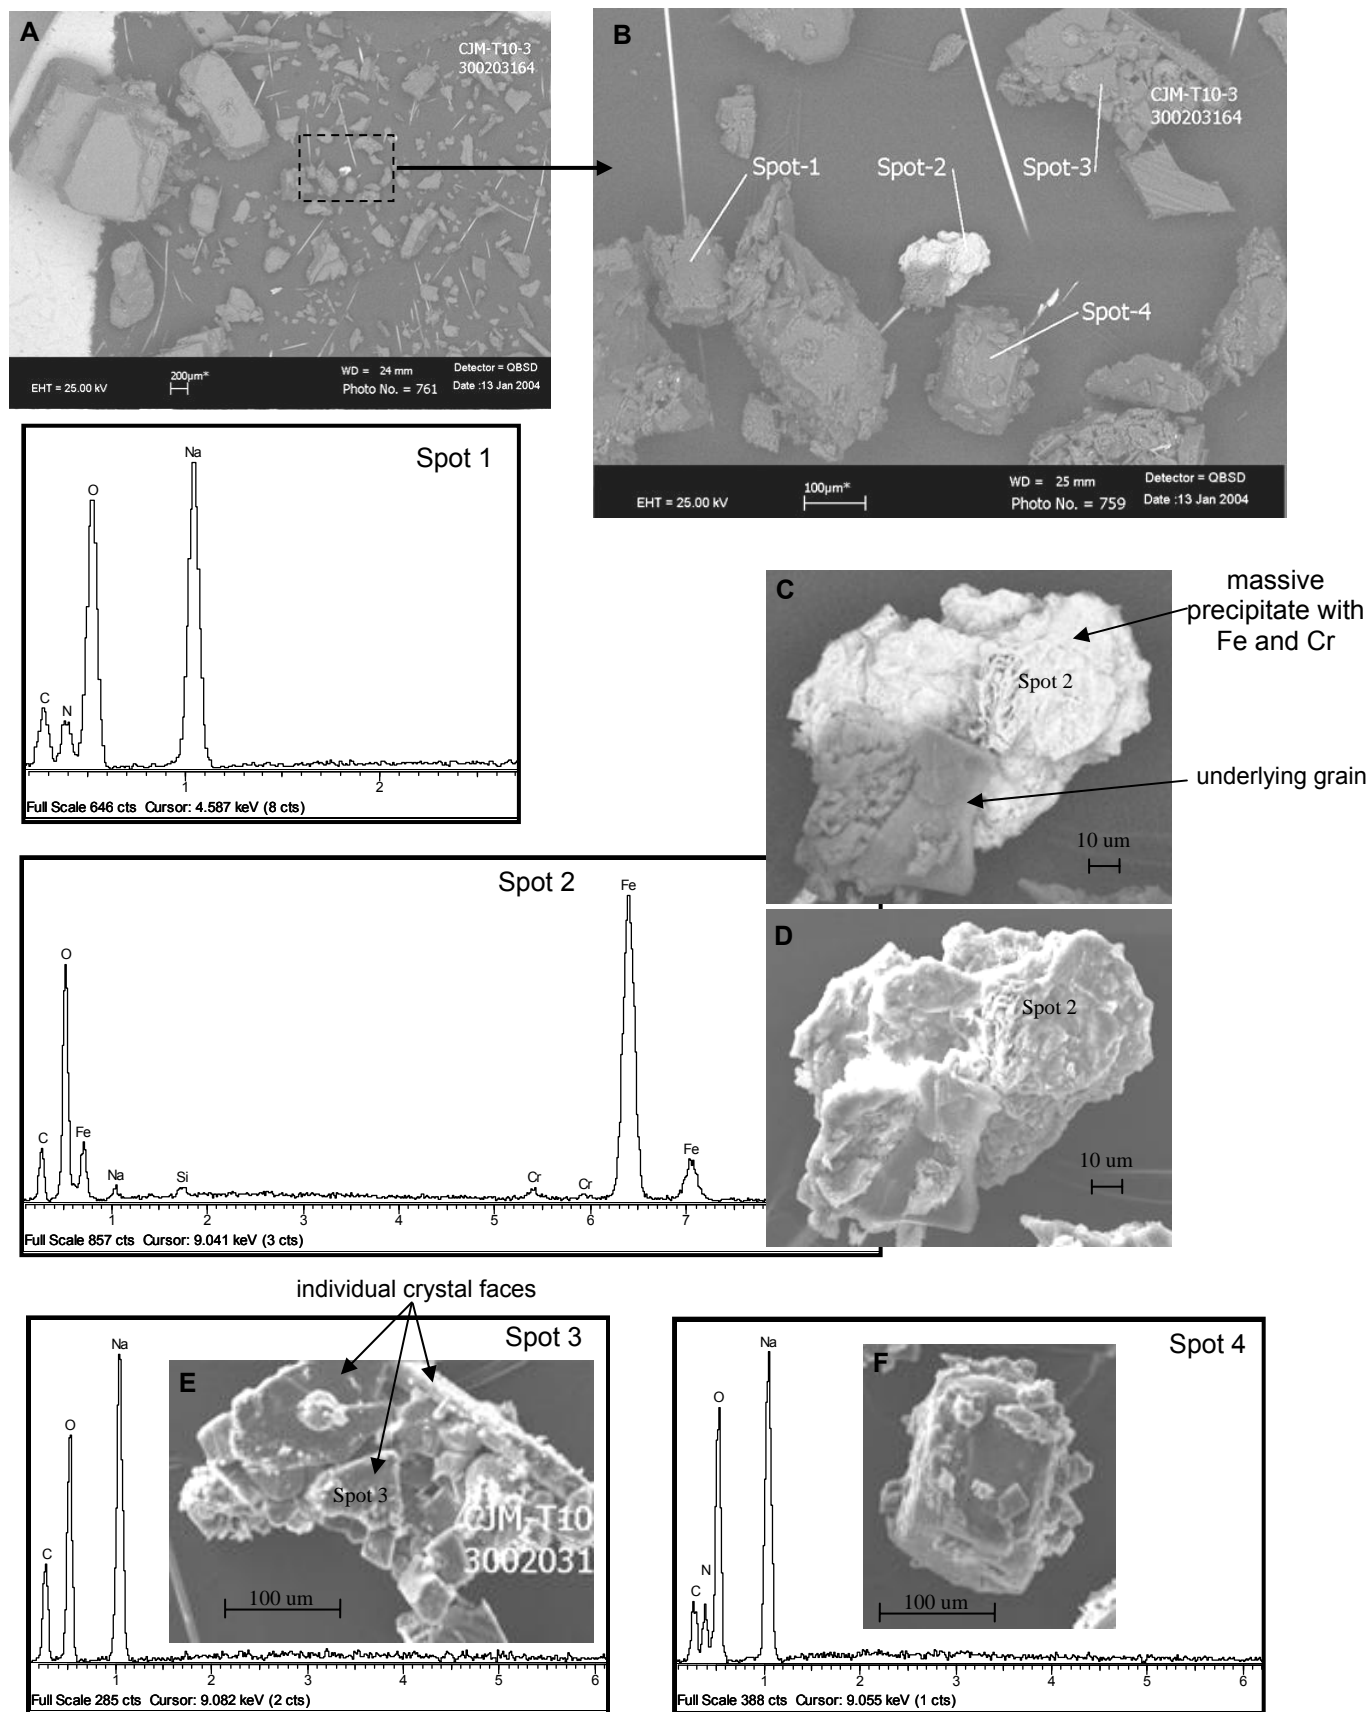 A
CJM-T10-3
300203164
200µm*
EHT = 25.00 kV
WD = 24 mm
Photo No. = 761
Detector = QBSD
Date :13 Jan 2004
B
CJM-T10-3
300203164
Spot-1
Spot-2
Spot-3
Spot-4
100µm*
EHT = 25.00 kV
WD = 25 mm
Photo No. = 759
Detector = QBSD
Date :13 Jan 2004
Spot 1
Na
O
C
N
1
2
Full Scale 646 cts Cursor: 4.587 keV (8 cts)
C
Spot 2
10 um
massive
precipitate with
Fe and Cr
underlying grain
Spot 2
Fe
O
C
Fe
Na
Si
Cr
Cr
Fe
1
2
3
4
5
6
7
Full Scale 857 cts Cursor: 9.041 keV (3 cts)
D
Spot 2
10 um
individual crystal faces
Spot 3
Na
O
C
E
Spot 3
CJM-T10
3002031
100 um
1
2
3
4
5
6
Full Scale 285 cts Cursor: 9.082 keV (2 cts)
Spot 4
Na
O
N
C
F
100 um
1
2
3
4
5
6
Full Scale 388 cts Cursor: 9.055 keV (1 cts)